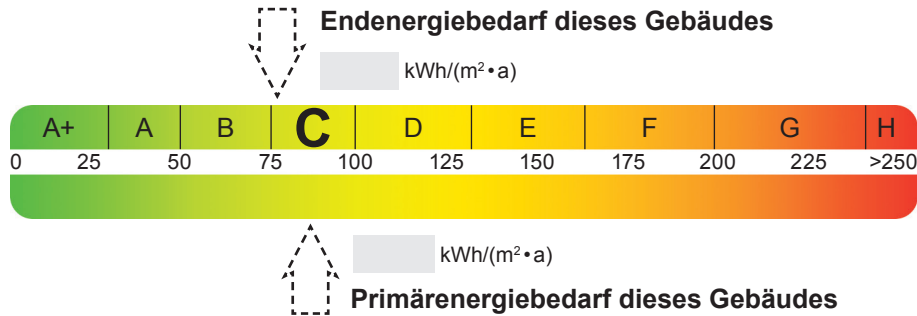 Endenergiebedarf dieses Gebäudes
kWh/(m²•a)
A+ A B C D E F G H
0 25 50 75 100 125 150 175 200 225 >250
kWh/(m²•a)
Primärenergiebedarf dieses Gebäudes